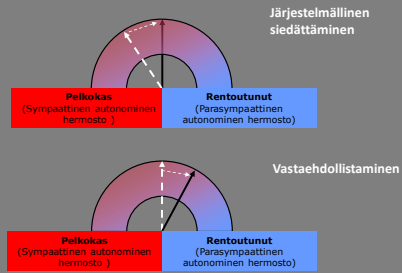 Järjestelmällinen
siedättäminen
Pelkokas
(Sympaattinen autonominen
hermosto )
Rentoutunut
(Parasympaattinen
autonominen hermosto)
Vastaehdollistaminen
Pelkokas
(Sympaattinen autonominen
hermosto )
Rentoutunut
(Parasympaattinen
autonominen hermosto)